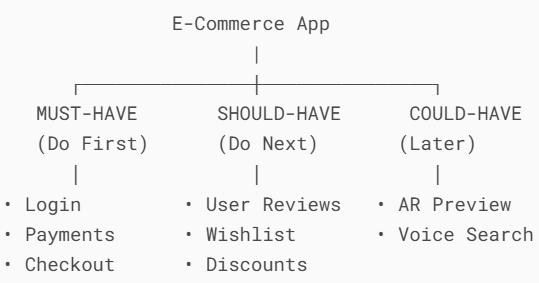 E-Commerce App
MUST-HAVE SHOULD-HAVE COULD-HAVE
(Do First) (Do Next) (Later)
• Login • User Reviews • AR Preview
• Payments • Wishlist • Voice Search
• Checkout • Discounts